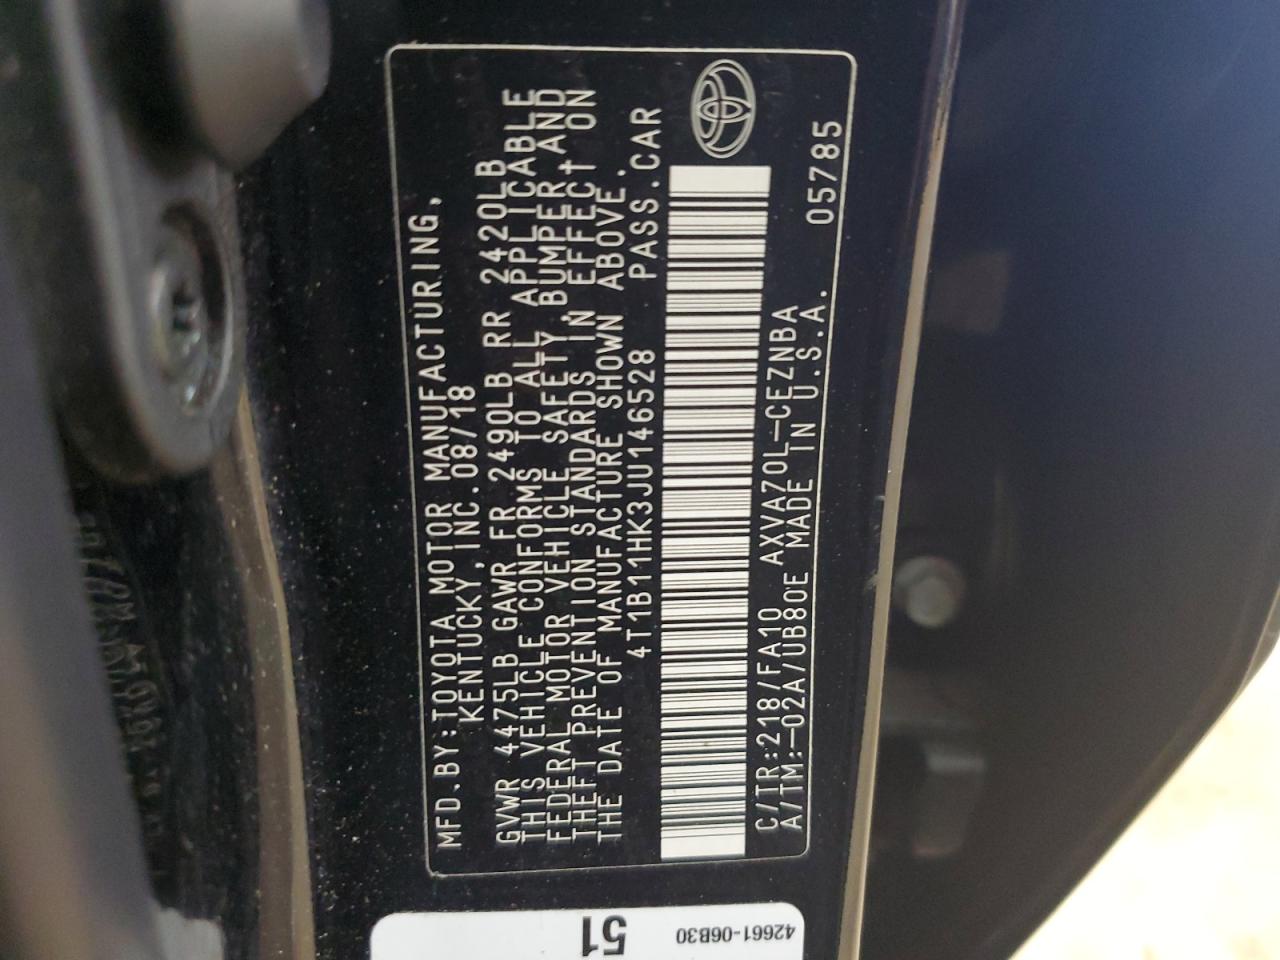 MFD.BY:TOYOTA MOTOR MANUFACTURING,
KENTUCKY,INC.08/18
GVWR 4475LB GAWR FR 2490LB RR 2420LB
THIS VEHICLE CONFORMS TO ALL APPLICABLE
FEDERAL MOTOR VEHICLE SAFETY,BUMPER AND
THEFT PREVENTION STANDARDS IN EFFECT ON
THE DATE OF MANUFACTURE SHOWN ABOVE.
4T1B11HK3JU146528 PASS.CAR
C/TR:218/FA10 AXVA70L-CEZNBA
A/TM:-02A/UB80E MADE IN U.S.A. 05785
51
42661-06B30